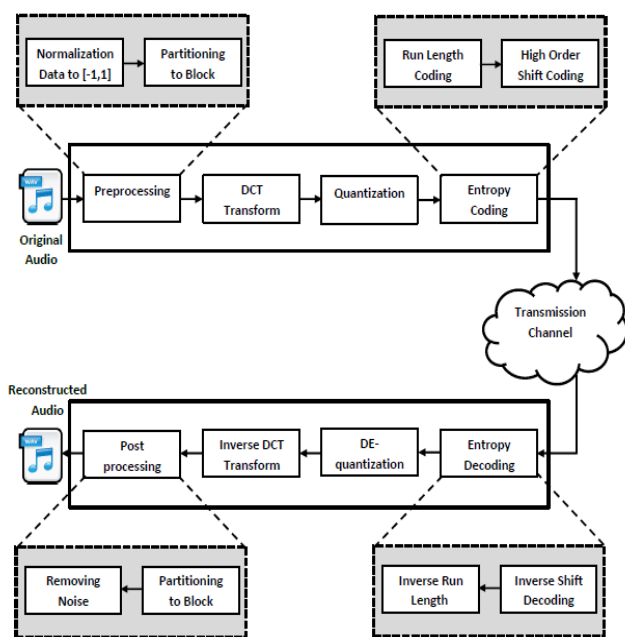 Normalization
Data to [-1,1]
Partitioning
to Block
Run Length
Coding
High Order
Shift Coding
WAV
Original
Audio
Preprocessing
DCT
Transform
Quantization
Entropy
Coding
Transmission
Channel
Reconstructed
Audio
WAV
Post
processing
Inverse DCT
Transform
DE-
quantization
Entropy
Decoding
Removing
Noise
Partitioning
to Block
Inverse Run
Length
Inverse Shift
Decoding